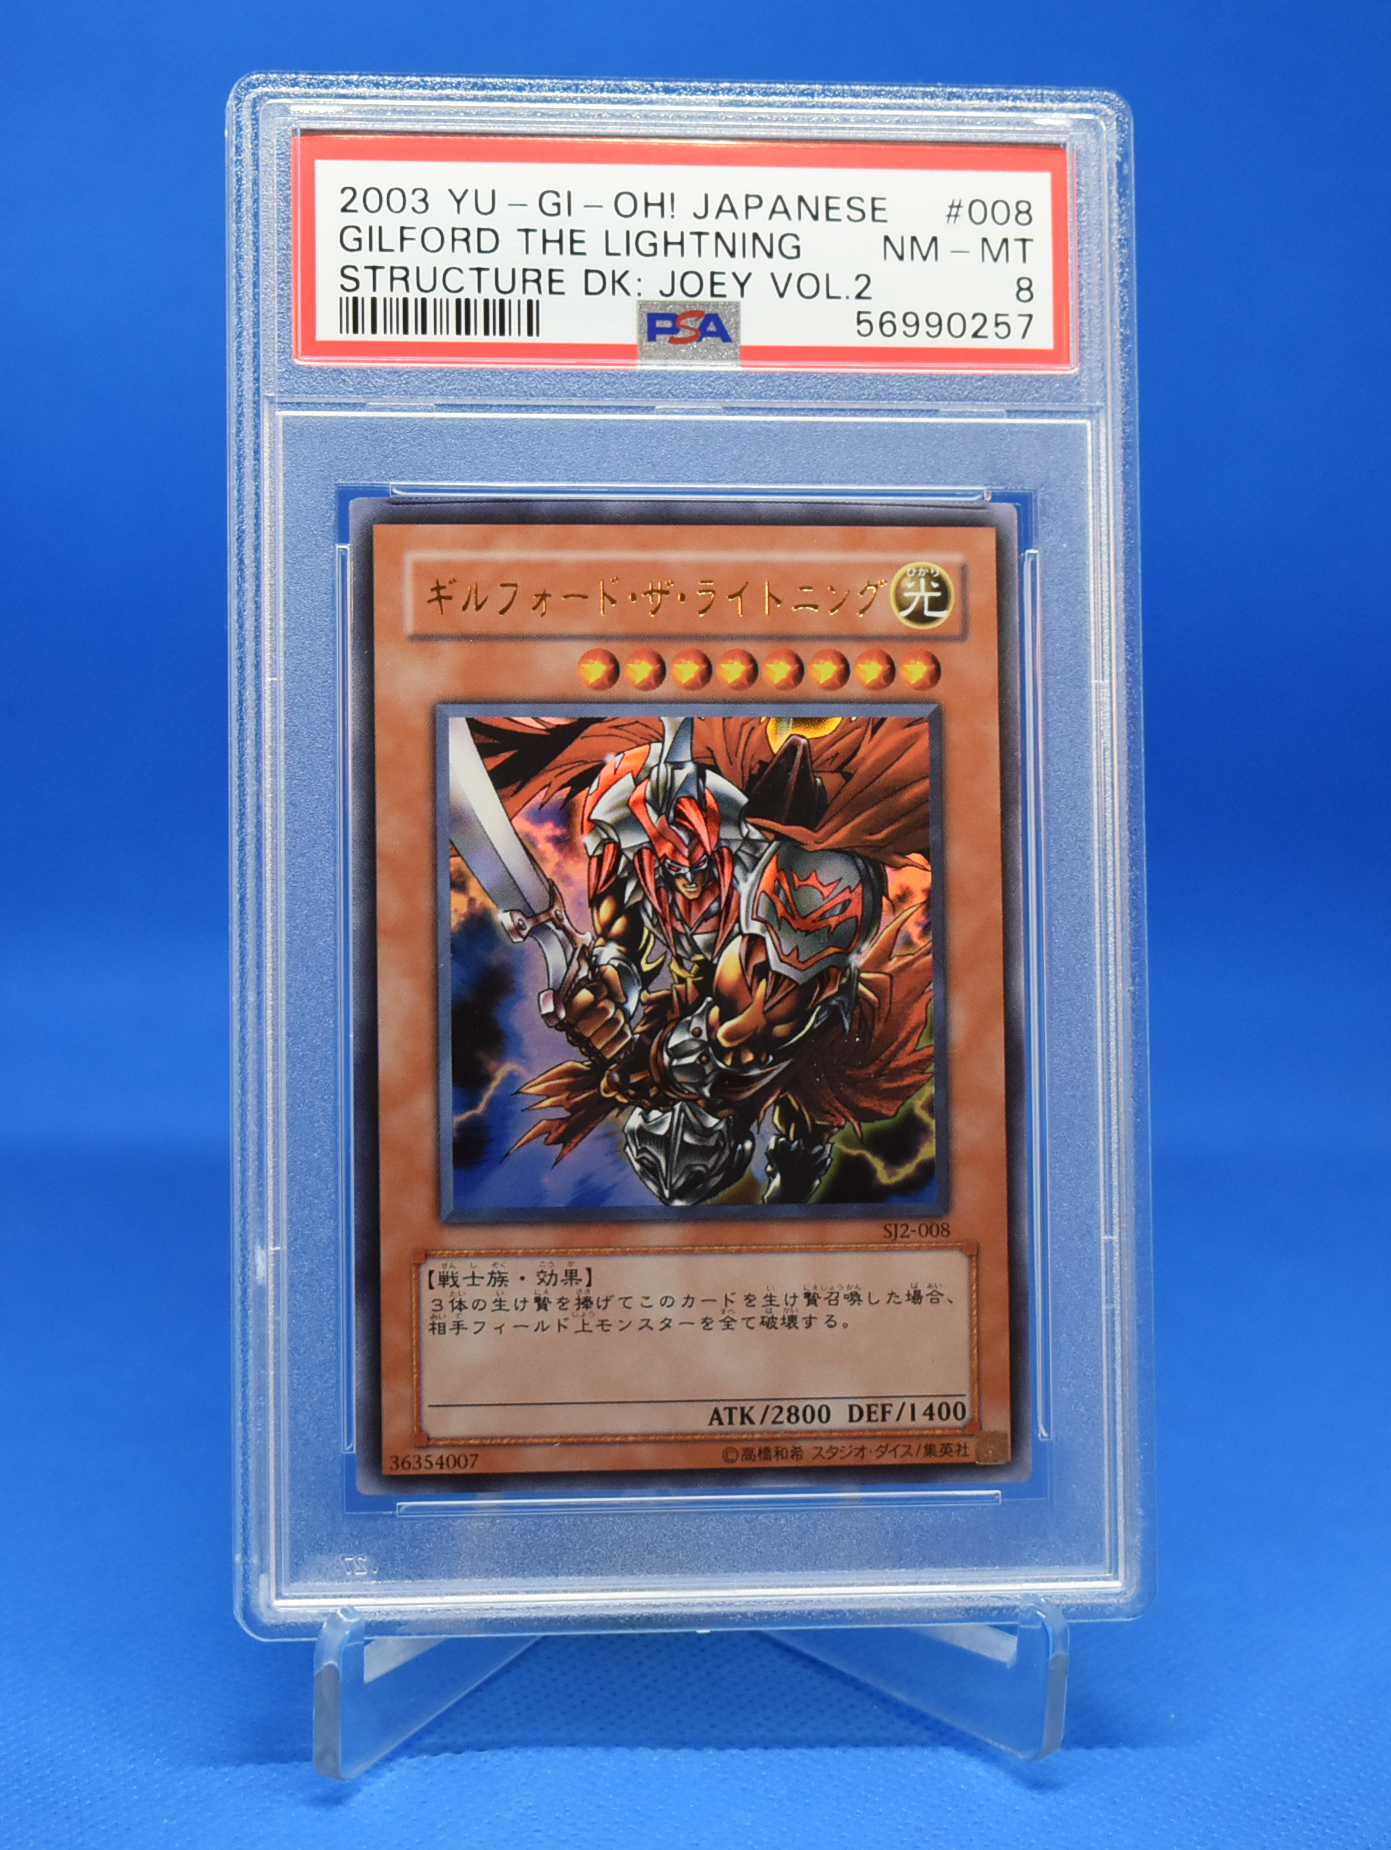 2003 YU-GI-OH! JAPANESE #008
GILFORD THE LIGHTNING NM-MT
STRUCTURE DK: JOEY VOL.2 8
PSA 56990257
ギルフォード・ザ・ライトニング
ひかり
光
SJ2-008
【戦士族・効果】
3体の生け贄を捧げてこのカードを生け贄召喚した場合、
相手フィールド上モンスターを全て破壊する。
ATK/2800 DEF/1400
36354007 ©高橋和希 スタジオ・ダイス/集英社